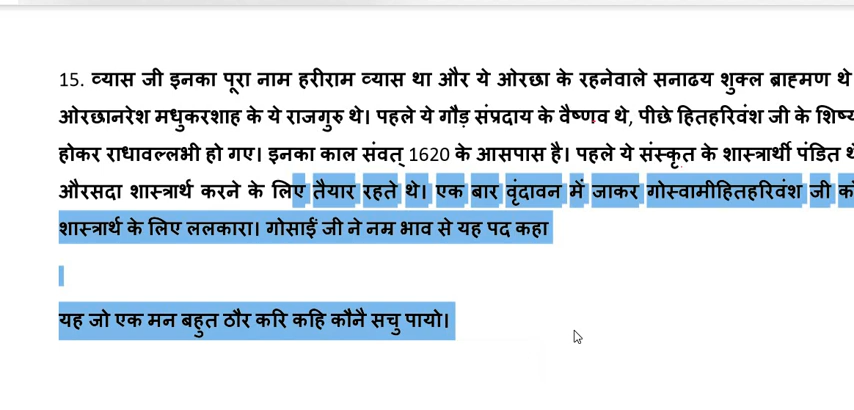 15. व्यास जी इनका पूरा नाम हरीराम व्यास था और ये ओरछा के रहनेवाले सनाढय शुक्ल ब्राह्मण थे
ओरछानरेश मधुकरशाह के ये राजगुरु थे। पहले ये गौड़ संप्रदाय के वैष्णव थे, पीछे हितहरिवंश जी के शिष्य
होकर राधावल्लभी हो गए। इनका काल संवत् 1620 के आसपास है। पहले ये संस्कृत के शास्त्रार्थी पंडित थे
औरसदा शास्त्रार्थ करने के लिए तैयार रहते थे। एक बार वृंदावन में जाकर गोस्वामीहितहरिवंश जी को
शास्त्रार्थ के लिए ललकारा। गोसाईं जी ने नम्र भाव से यह पद कहा
यह जो एक मन बहुत ठौर करि कहि कौनै सचु पायो।